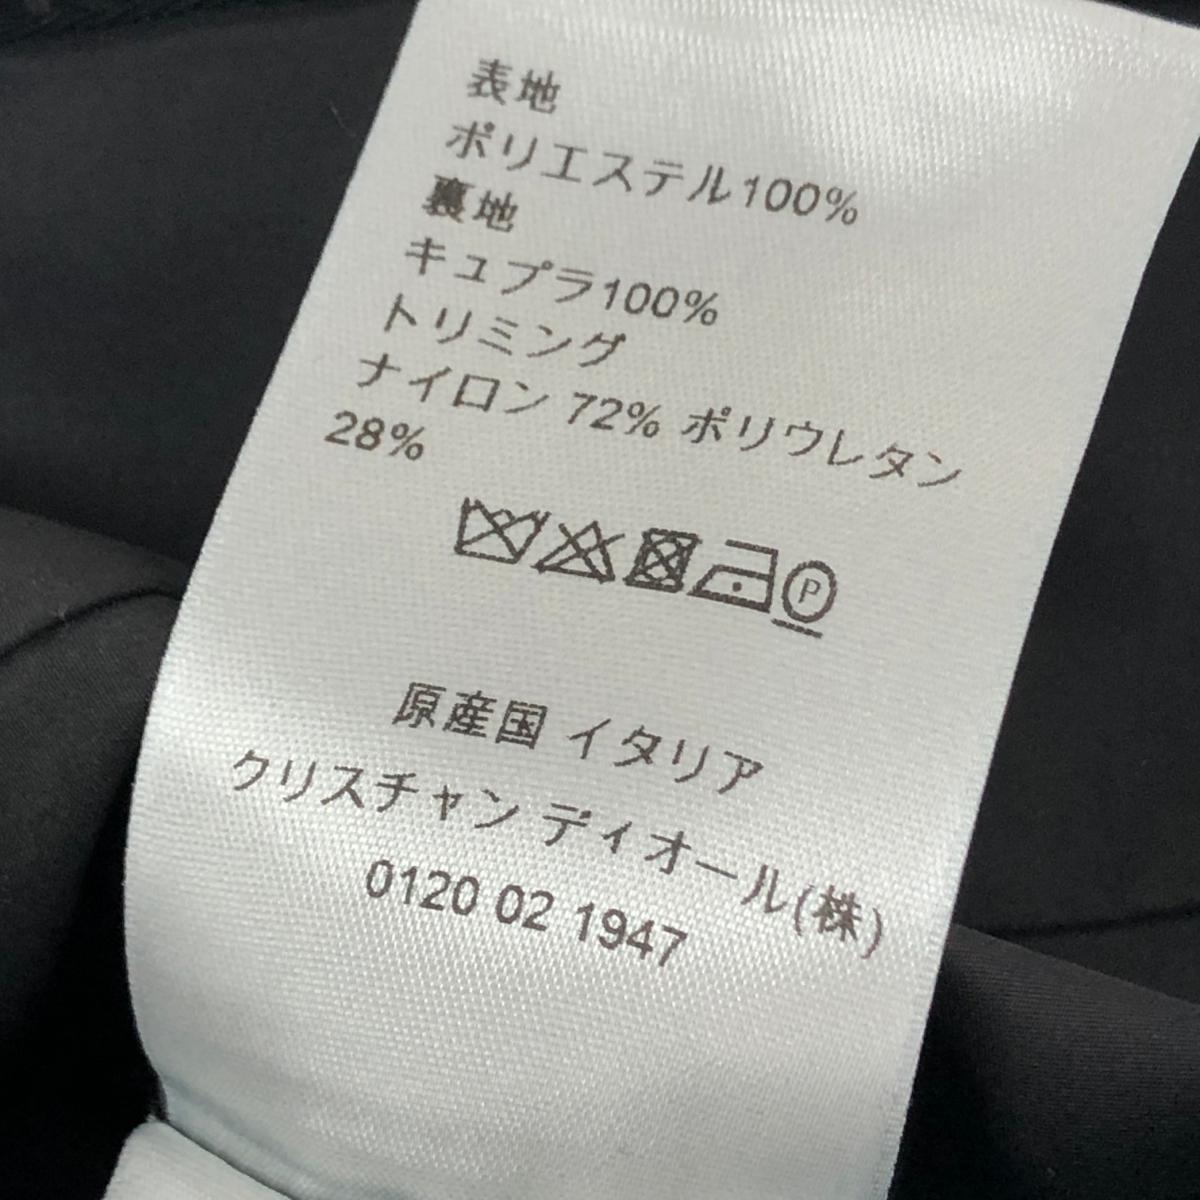 表地
ポリエステル100%
裏地
キュプラ100%
トリミング
ナイロン 72% ポリウレタン
28%
P
原産国 イタリア
クリスチャン ディオール(株)
0120 02 1947